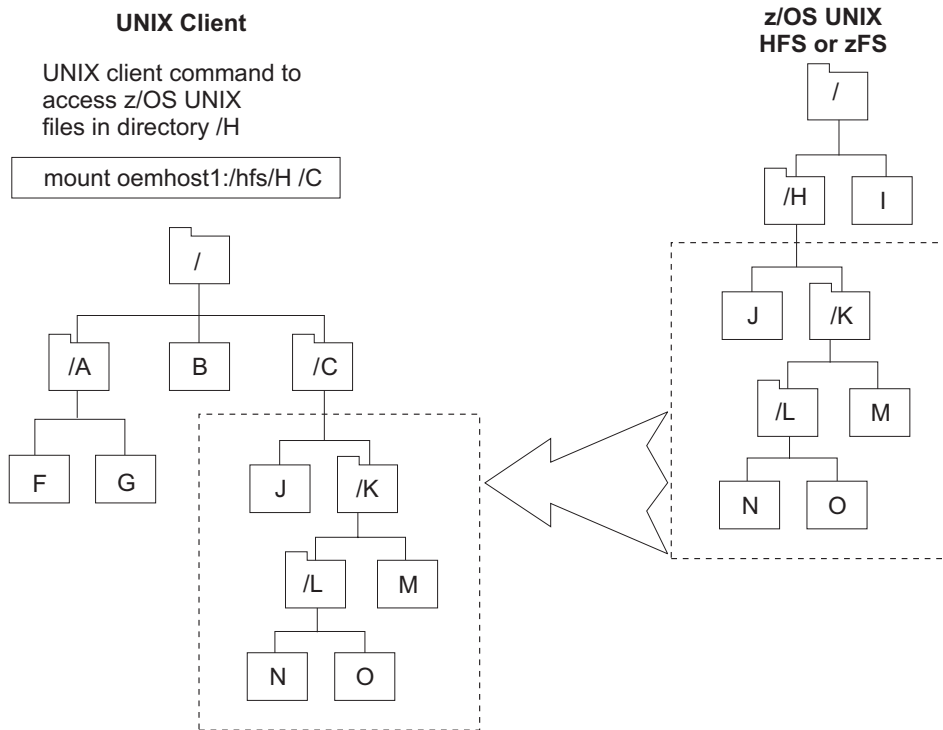 UNIX Client
UNIX client command to
access z/OS UNIX
files in directory /H
mount oemhost1:/hfs/H /C
/
/A
B
/C
F
G
J
/K
/L
M
N
O
z/OS UNIX
HFS or zFS
/
/H
I
J
/K
/L
M
N
O